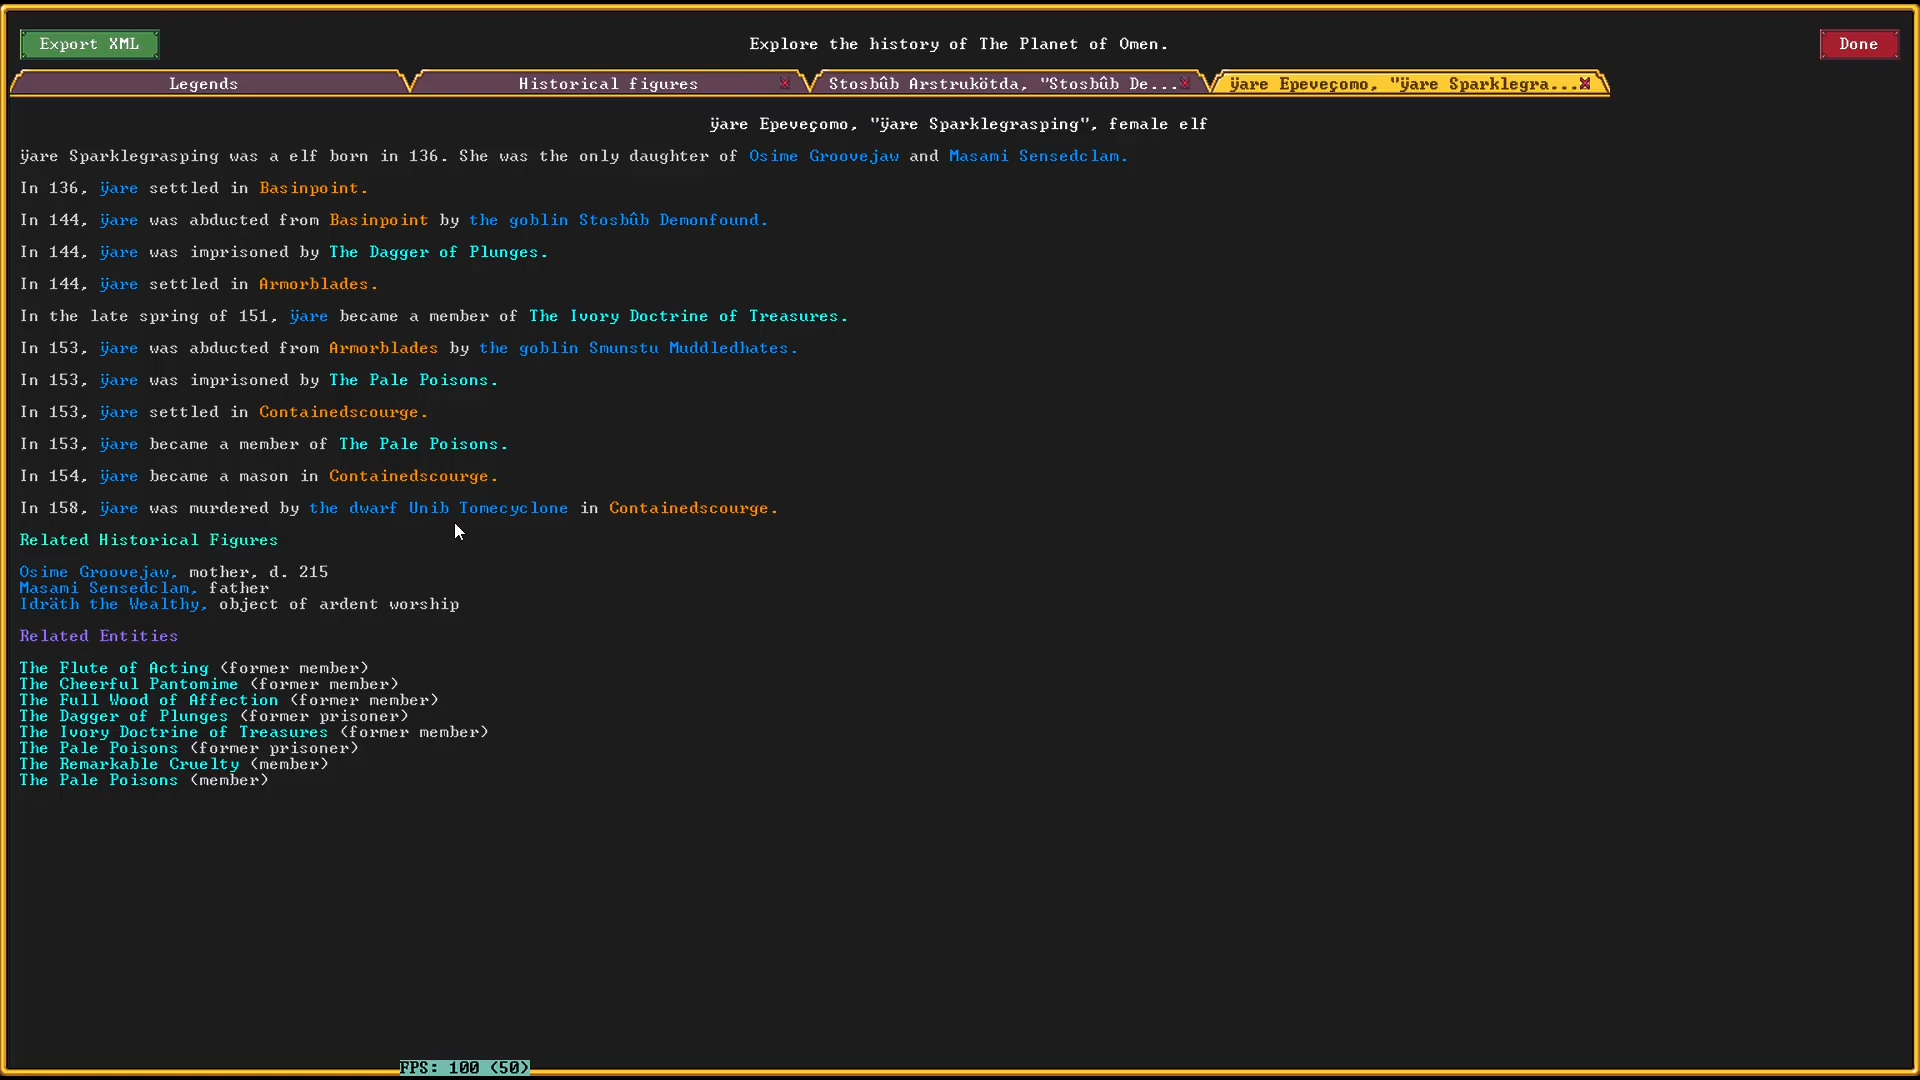 Export XML
Explore the history of The Planet of Omen.
Done
Legends
Historical figures
Stosbûb Arstrukötda, "Stosbûb De...
ÿare Epeveçomo, "ÿare Sparklegra...
ÿare Epeveçomo, "ÿare Sparklegrasping", female elf
ÿare Sparklegrasping was a elf born in 136. She was the only daughter of Osime Groovejaw and Masami Sensedclam.
In 136, ÿare settled in Basinpoint.
In 144, ÿare was abducted from Basinpoint by the goblin Stosbûb Demonfound.
In 144, ÿare was imprisoned by The Dagger of Plunges.
In 144, ÿare settled in Armorblades.
In the late spring of 151, ÿare became a member of The Ivory Doctrine of Treasures.
In 153, ÿare was abducted from Armorblades by the goblin Smunstu Muddledhates.
In 153, ÿare was imprisoned by The Pale Poisons.
In 153, ÿare settled in Containedscourge.
In 153, ÿare became a member of The Pale Poisons.
In 154, ÿare became a mason in Containedscourge.
In 158, ÿare was murdered by the dwarf Unib Tomecyclone in Containedscourge.
Related Historical Figures
Osime Groovejaw, mother, d. 215
Masami Sensedclam, father
Idräth the Wealthy, object of ardent worship
Related Entities
The Flute of Acting (former member)
The Cheerful Pantomime (former member)
The Full Wood of Affection (former member)
The Dagger of Plunges (former prisoner)
The Ivory Doctrine of Treasures (former member)
The Pale Poisons (former prisoner)
The Remarkable Cruelty (member)
The Pale Poisons (member)
FPS: 100 (50)